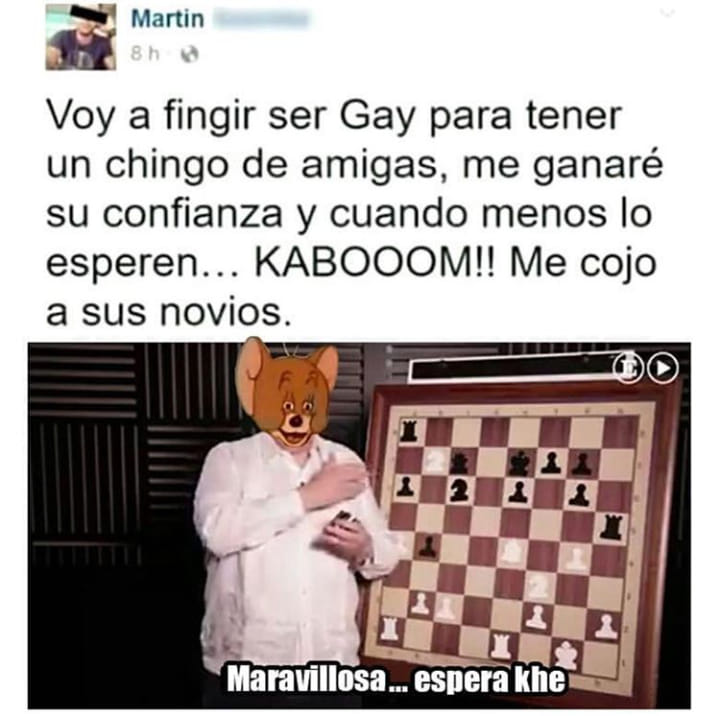 Martin
8 h
Voy a fingir ser Gay para tener
un chingo de amigas, me ganaré
su confianza y cuando menos lo
esperen... KABOOOM!! Me cojo
a sus novios.
E
Maravillosa... espera khe